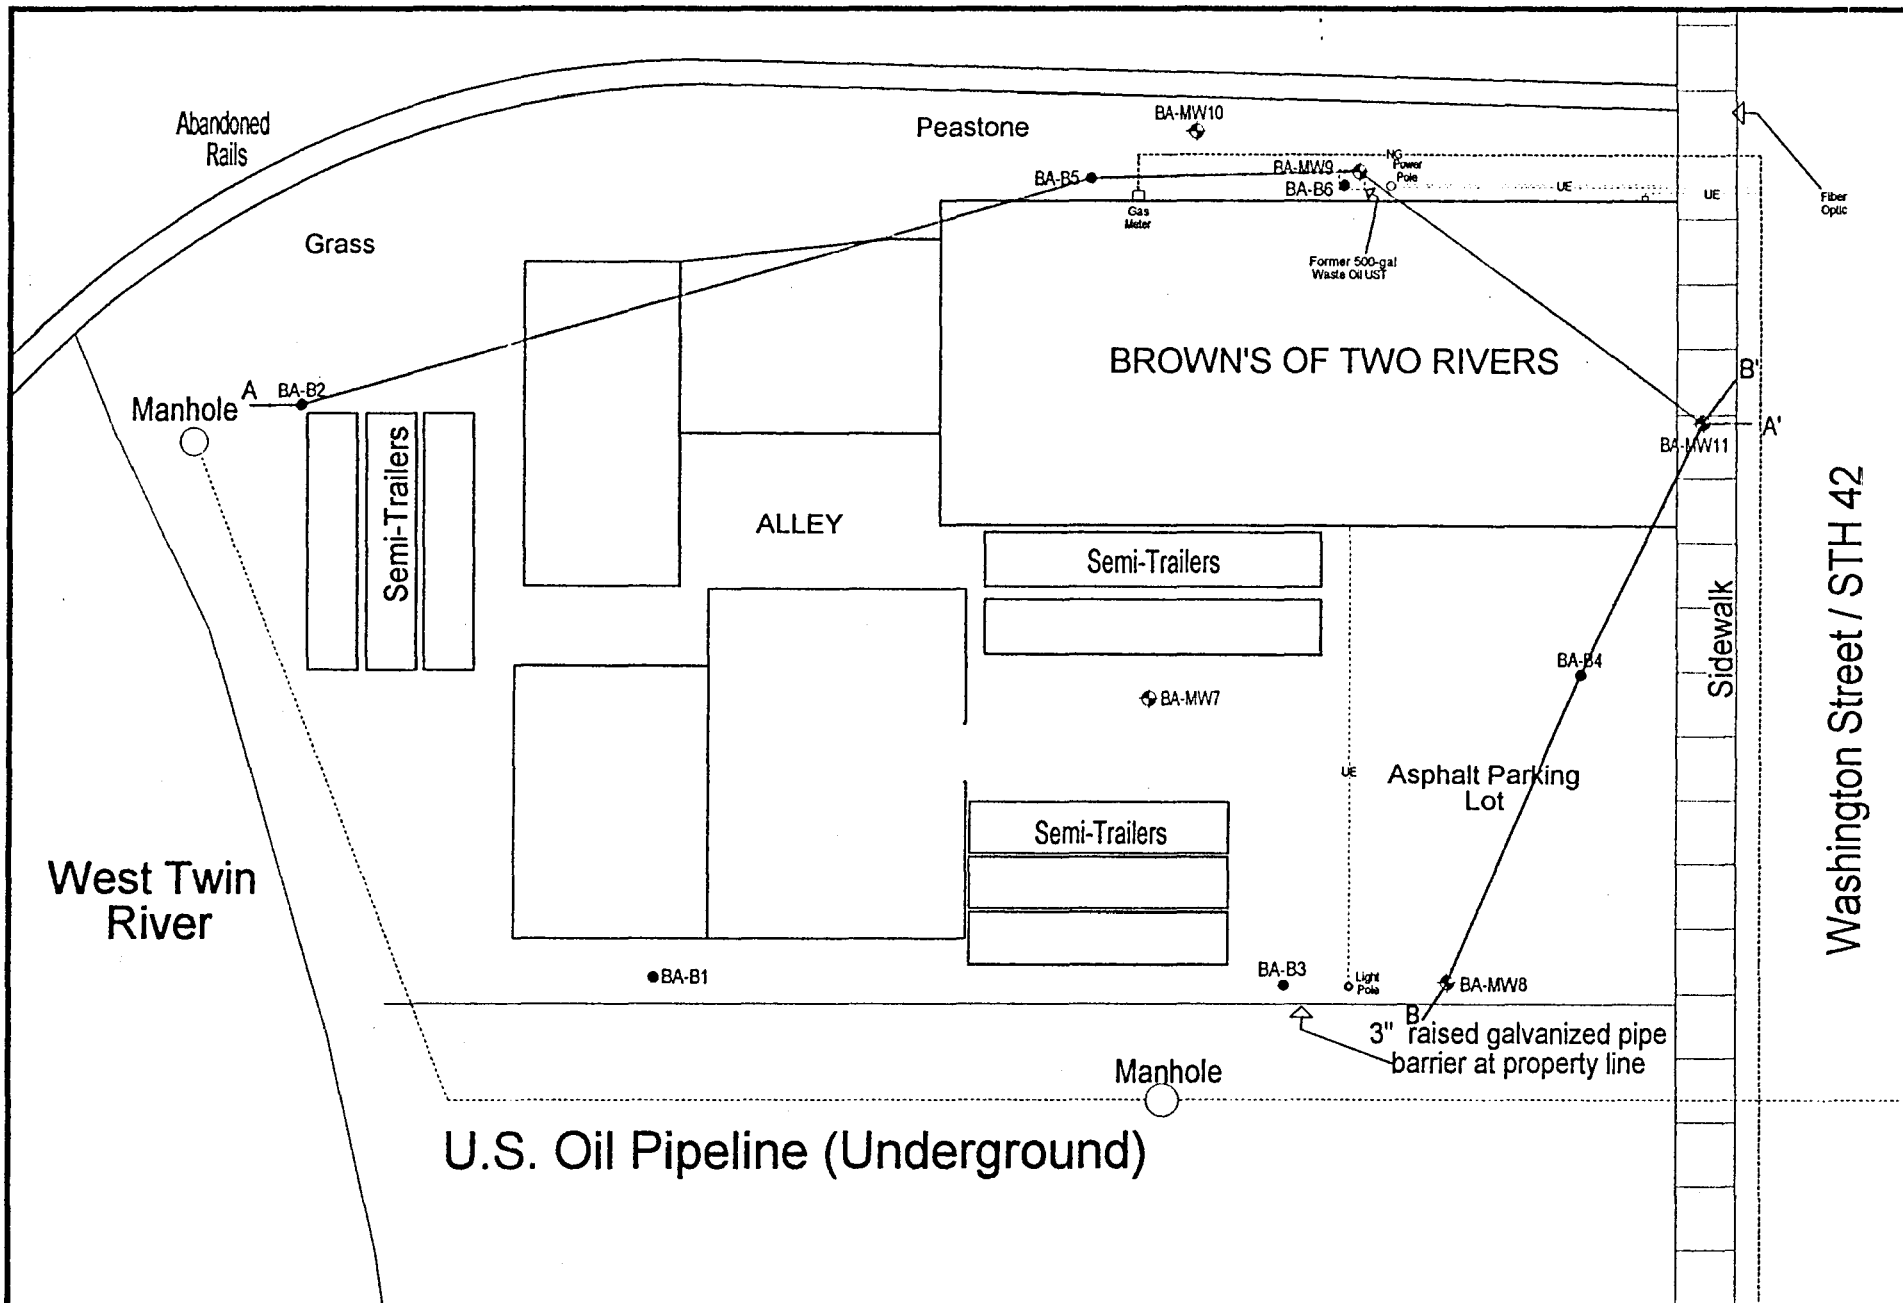 Abandoned
Rails
Peastone
BA-MW10
BA-B5
BA-MW9
BA-B6
NG
Power
Pole
UE
UE
Fiber
Optic
Gas
Meter
Grass
Former 500-gal
Waste Oil UST
BROWN'S OF TWO RIVERS
A
BA-B2
Manhole
B'
A'
BA-MW11
Semi-Trailers
ALLEY
Semi-Trailers
Sidewalk
Washington Street / STH 42
BA-B4
BA-MW7
UE
Asphalt Parking
Lot
Semi-Trailers
West Twin
River
BA-B1
BA-B3
Light
Pole
BA-MW8
B
3" raised galvanized pipe
barrier at property line
Manhole
U.S. Oil Pipeline (Underground)